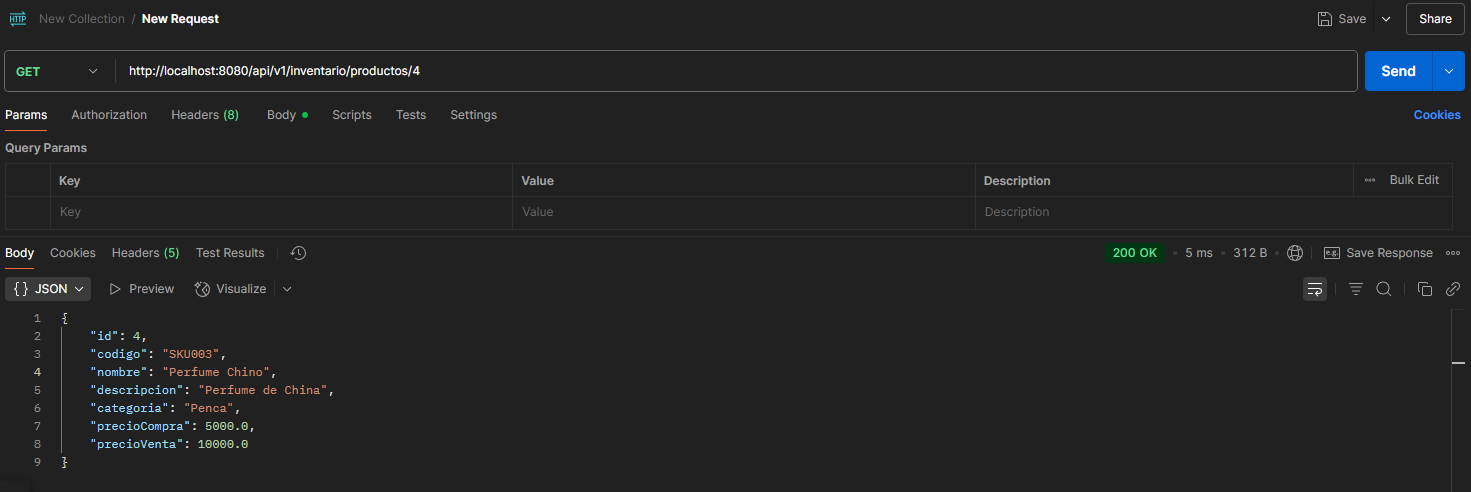 HTTP New Collection / New Request Save Share
GET http://localhost:8080/api/v1/inventario/productos/4 Send
Params Authorization Headers (8) Body Scripts Tests Settings Cookies
Query Params
Key Value Description Bulk Edit
Key Value Description
Body Cookies Headers (5) Test Results 200 OK 5 ms 312 B e.g. Save Response
{ } JSON Preview Visualize
1 {
2 "id": 4,
3 "codigo": "SKU003",
4 "nombre": "Perfume Chino",
5 "descripcion": "Perfume de China",
6 "categoria": "Penca",
7 "precioCompra": 5000.0,
8 "precioVenta": 10000.0
9 }